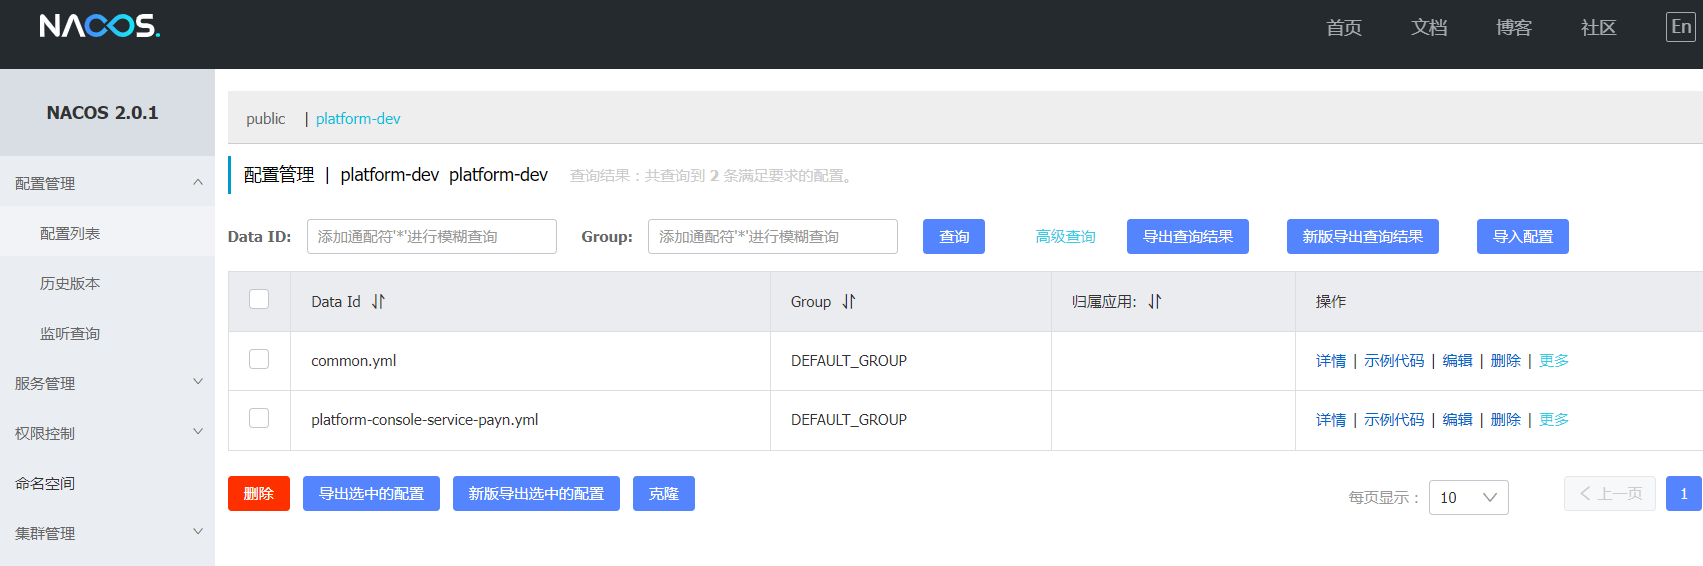 NACOS. 首页 文档 博客 社区 En
NACOS 2.0.1
配置管理
配置列表
历史版本
监听查询
服务管理
权限控制
命名空间
集群管理
public | platform-dev
配置管理 | platform-dev platform-dev 查询结果：共查询到 2 条满足要求的配置。
Data ID: 添加通配符'*'进行模糊查询 Group: 添加通配符'*'进行模糊查询 查询 高级查询 导出查询结果 新版导出查询结果 导入配置
Data Id Group 归属应用: 操作
common.yml DEFAULT_GROUP 详情 | 示例代码 | 编辑 | 删除 | 更多
platform-console-service-payn.yml DEFAULT_GROUP 详情 | 示例代码 | 编辑 | 删除 | 更多
删除 导出选中的配置 新版导出选中的配置 克隆 每页显示： 10 上一页 1